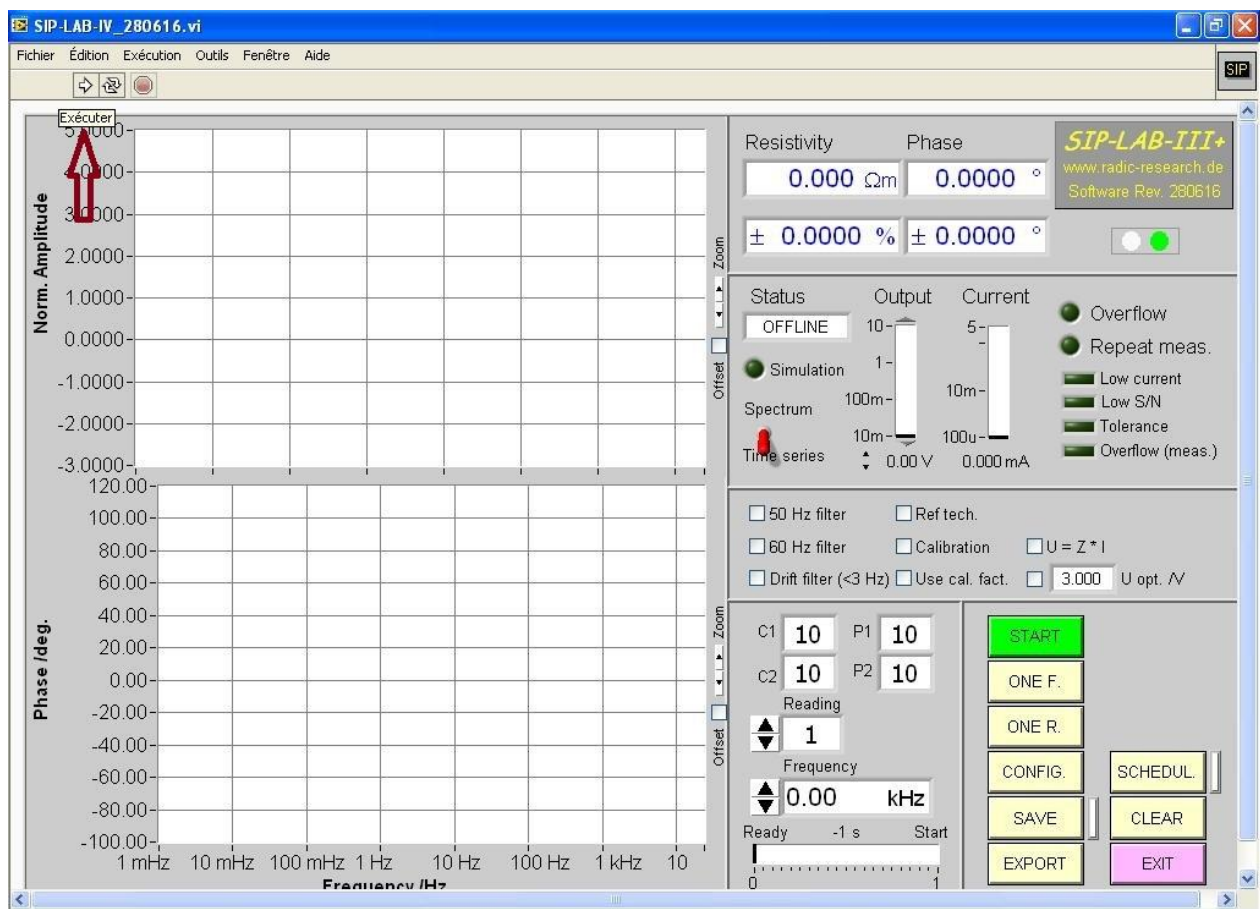 SIP-LAB-IV_280616.vi
Fichier Édition Exécution Outils Fenêtre Aide
SIP
Exécuter
5.0000
4.0000
3.0000
2.0000
1.0000
0.0000
-1.0000
-2.0000
-3.0000
Norm. Amplitude
Zoom
Offset
120.00
100.00
80.00
60.00
40.00
20.00
0.00
-20.00
-40.00
-60.00
-80.00
-100.00
Phase /deg.
Zoom
Offset
1 mHz 10 mHz 100 mHz 1 Hz 10 Hz 100 Hz 1 kHz 10
Frequency /Hz
Resistivity Phase
0.000 Ωm 0.0000 °
± 0.0000 % ± 0.0000 °
SIP-LAB-III+
www.radic-research.de
Software Rev. 280616
Status Output Current
OFFLINE
Simulation
Spectrum
Time series
10
1
100m
10m
0.00 V
5
10m
100u
0.000 mA
Overflow
Repeat meas.
Low current
Low S/N
Tolerance
Overflow (meas.)
50 Hz filter Ref tech.
60 Hz filter Calibration U = Z * I
Drift filter (<3 Hz) Use cal. fact. 3.000 U opt. /V
C1 10 P1 10
C2 10 P2 10
Reading
1
Frequency
0.00 kHz
Ready -1 s Start
0 1
START
ONE F.
ONE R.
CONFIG. SCHEDUL.
SAVE CLEAR
EXPORT EXIT